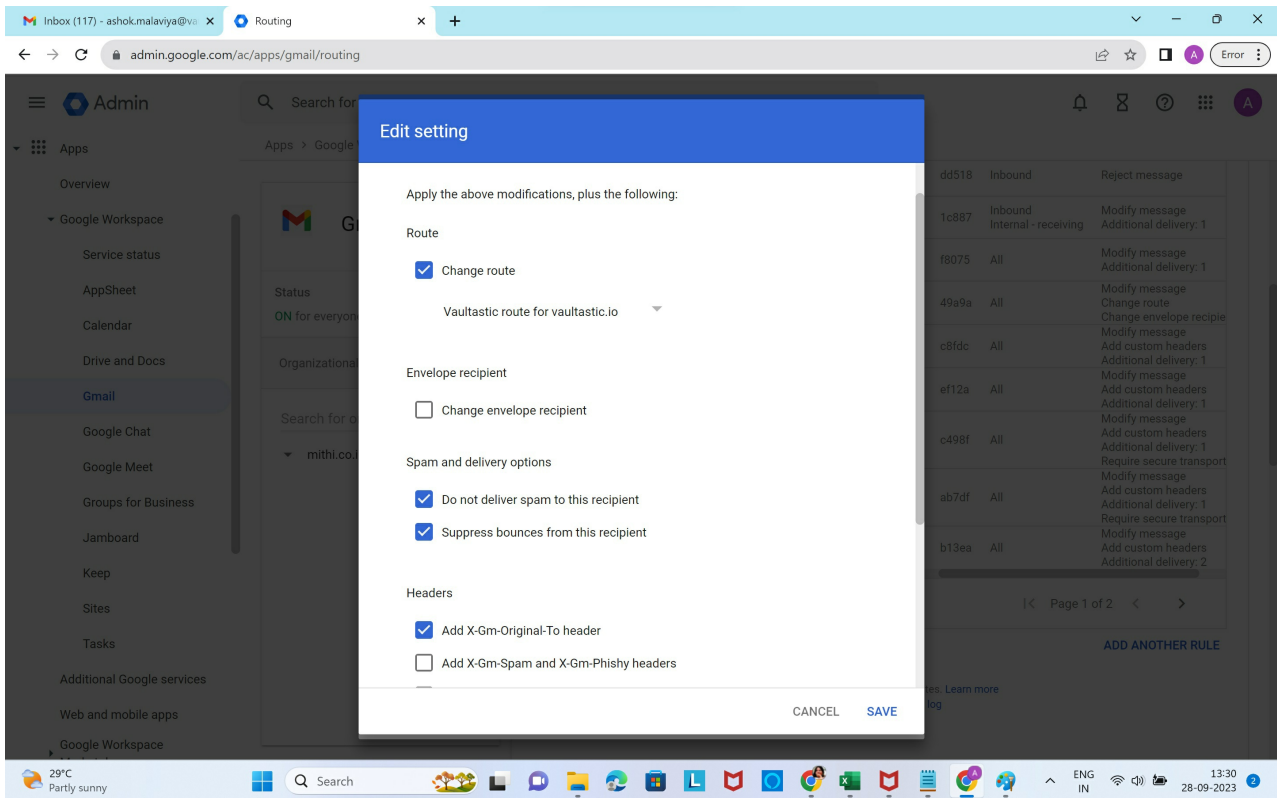 Inbox (117) - ashok.malaviya@va
Routing
admin.google.com/ac/apps/gmail/routing
A
Error
Admin
Search for
A
Apps
Overview
Google Workspace
Service status
AppSheet
Calendar
Drive and Docs
Gmail
Google Chat
Google Meet
Groups for Business
Jamboard
Keep
Sites
Tasks
Additional Google services
Web and mobile apps
Google Workspace
Apps > Google
Status
ON for everyon
Organizational
Search for o
mithi.co.i
Edit setting
Apply the above modifications, plus the following:
Route
Change route
Vaultastic route for vaultastic.io
Envelope recipient
Change envelope recipient
Spam and delivery options
Do not deliver spam to this recipient
Suppress bounces from this recipient
Headers
Add X-Gm-Original-To header
Add X-Gm-Spam and X-Gm-Phishy headers
CANCEL SAVE
dd518 Inbound Reject message
1c887 Inbound Modify message
Internal - receiving Additional delivery: 1
f8075 All Modify message
Additional delivery: 1
49a9a All Modify message
Change route
Change envelope recipie
c8fdc All Modify message
Add custom headers
Additional delivery: 1
ef12a All Modify message
Add custom headers
Additional delivery: 1
c498f All Modify message
Add custom headers
Additional delivery: 1
Require secure transport
ab7df All Modify message
Add custom headers
Additional delivery: 1
Require secure transport
b13ea All Modify message
Add custom headers
Additional delivery: 2
Page 1 of 2
ADD ANOTHER RULE
tes. Learn more
log
29°C
Partly sunny
Search
ENG
IN
13:30
28-09-2023
2